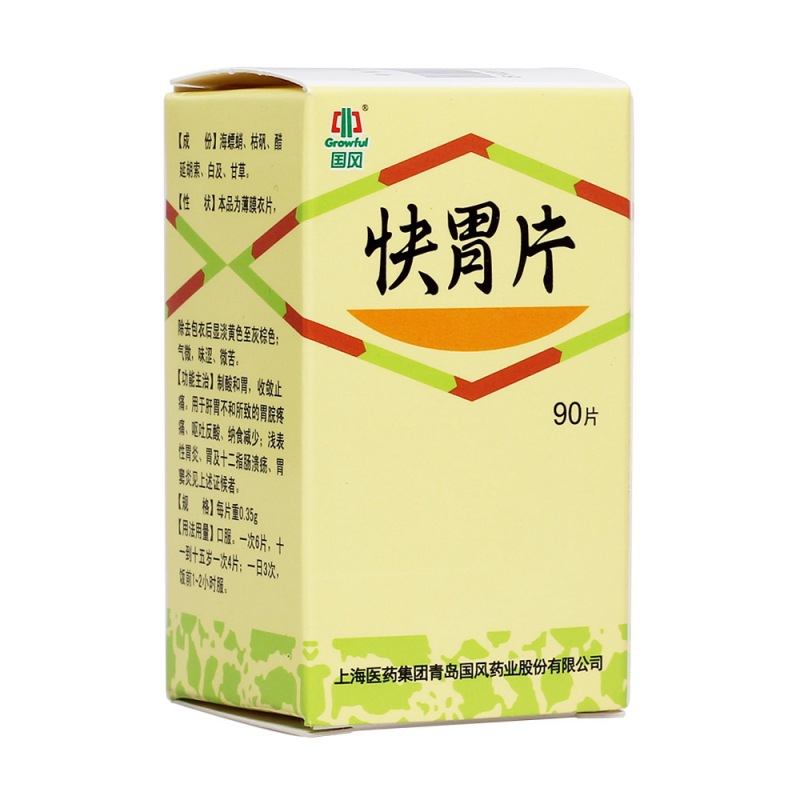 Growful
®
国风
快胃片
90片
上海医药集团青岛国风药业股份有限公司
【成 份】海螵蛸、枯矾、醋
延胡索、白及、甘草。
【性 状】本品为薄膜衣片，
除去包衣后显淡黄色至灰棕色；
气微，味涩、微苦。
【功能主治】制酸和胃，收敛止
痛。用于肝胃不和所致的胃脘疼
痛、呕吐反酸、纳食减少；浅表
性胃炎、胃及十二指肠溃疡、胃
窦炎见上述证候者。
【规 格】每片重0.35g
【用法用量】口服。一次6片，十
一到十五岁一次4片；一日3次，
饭前1~2小时服。